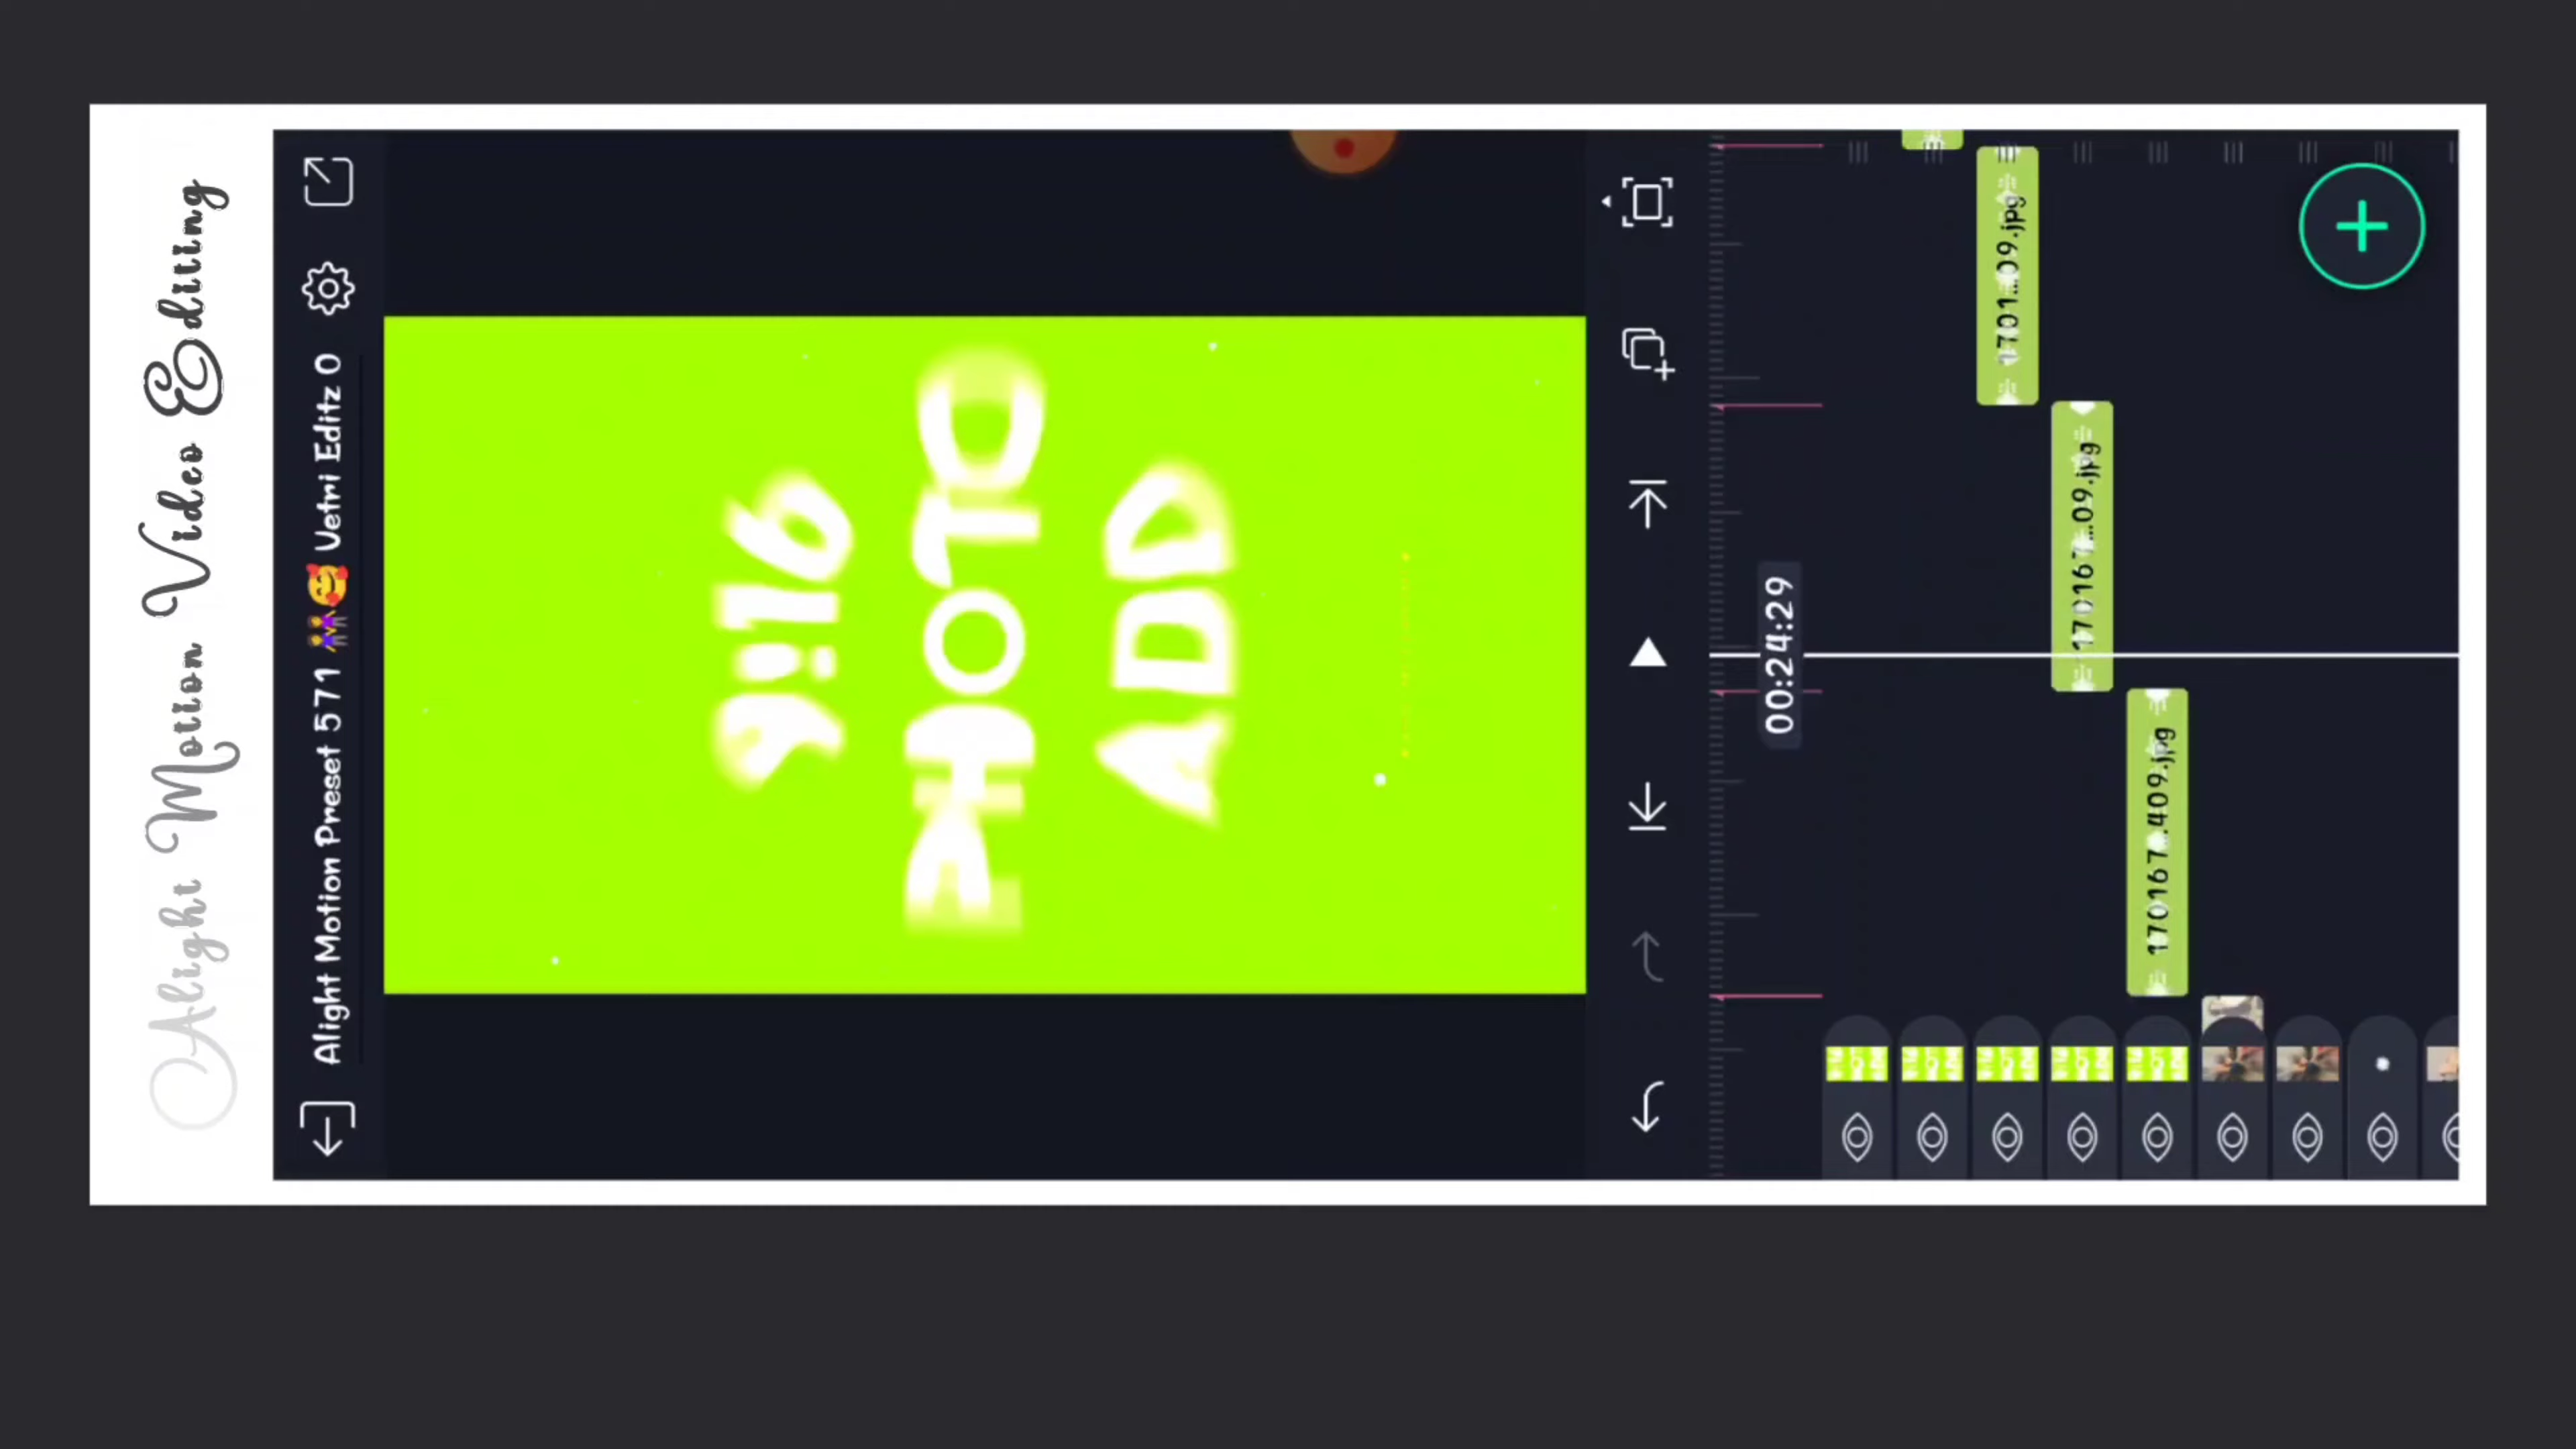 Alight Motion Video Editing
Alight Motion Preset 571 👭🥰 Vetri Editz 0
9:16
PHOTO
ADD
00:24:29
1701...09.jpg
170167...09.jpg
170167...409.jpg